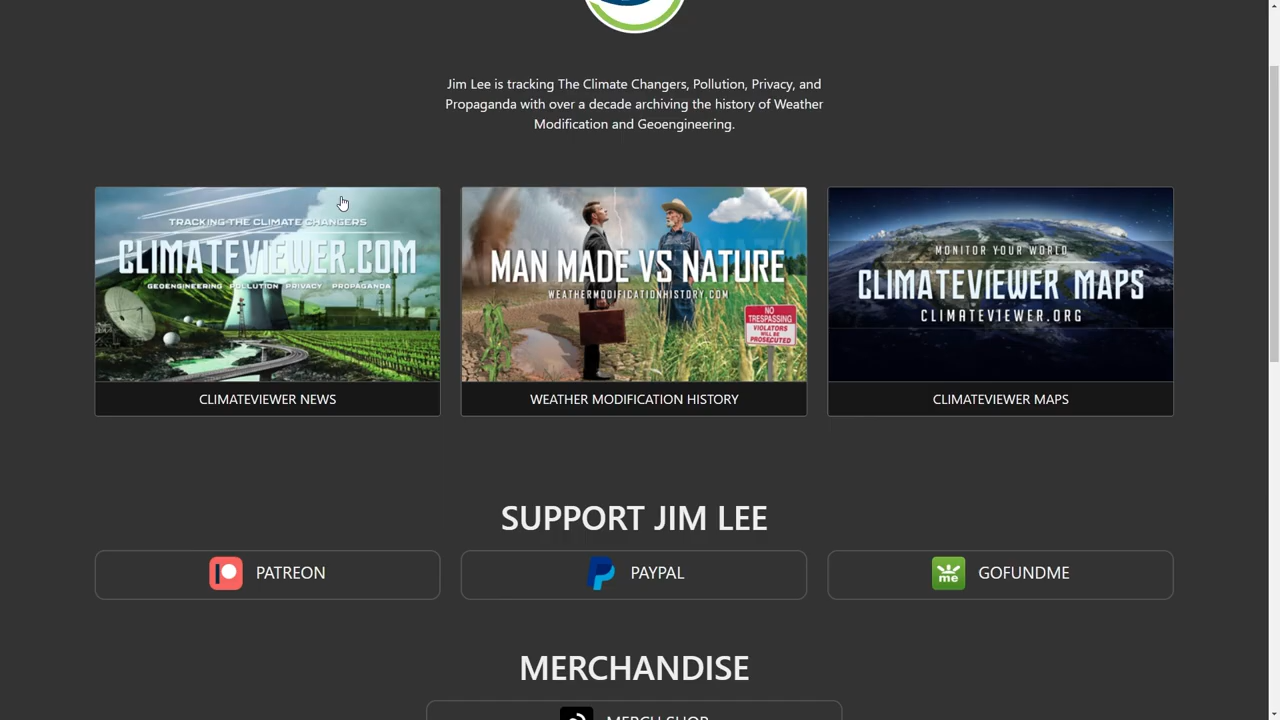 Jim Lee is tracking The Climate Changers, Pollution, Privacy, and
Propaganda with over a decade archiving the history of Weather
Modification and Geoengineering.
TRACKING THE CLIMATE CHANGERS
CLIMATEVIEWER.COM
GEOENGINEERING POLLUTION PRIVACY PROPAGANDA
CLIMATEVIEWER NEWS
MAN MADE VS NATURE
WEATHERMODIFICATIONHISTORY.COM
NO
TRESPASSING
VIOLATORS
WILL BE
PROSECUTED
WEATHER MODIFICATION HISTORY
MONITOR YOUR WORLD
CLIMATEVIEWER MAPS
CLIMATEVIEWER.ORG
CLIMATEVIEWER MAPS
SUPPORT JIM LEE
PATREON
PAYPAL
me
GOFUNDME
MERCHANDISE
MERCH SHOP